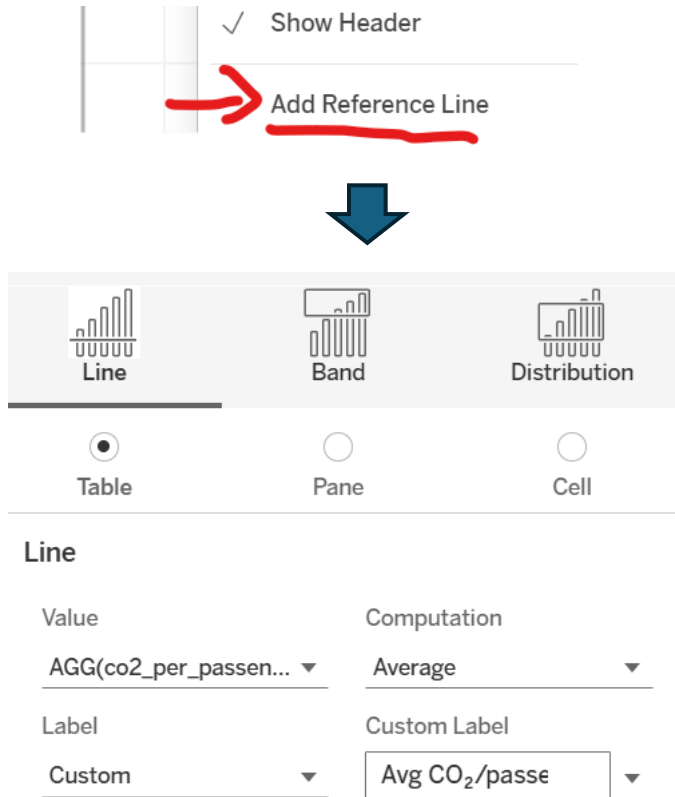 Show Header
Add Reference Line
Line Band Distribution
Table Pane Cell
Line
Value Computation
AGG(co2_per_passen... Average
Label Custom Label
Custom Avg CO₂/passe